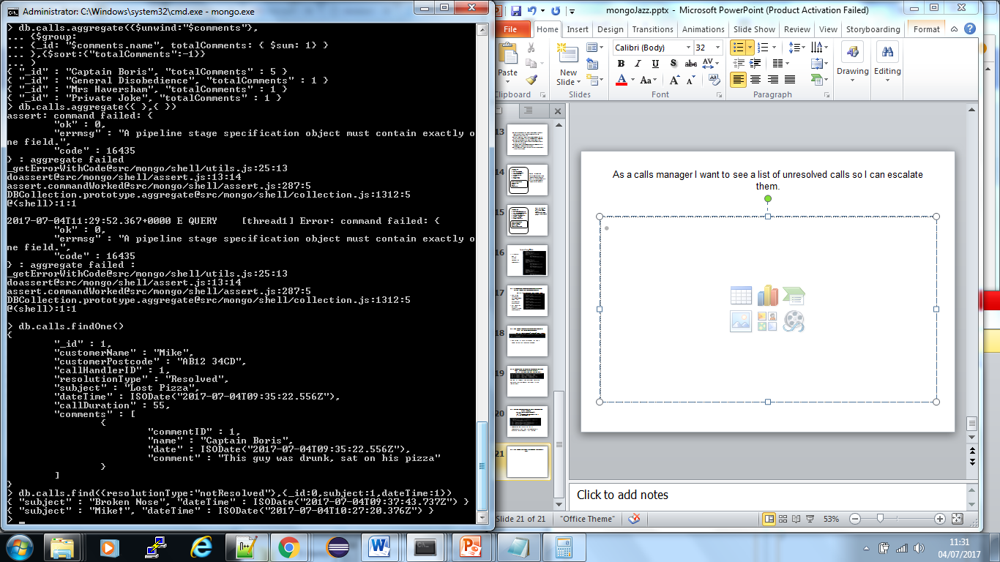 Administrator: C:\Windows\system32\cmd.exe - mongo.exe
> db.calls.aggregate({$unwind:"$comments"},
... {$group:
... {_id: "$comments.name", totalComments: { $sum: 1} }
... },{$sort:{"totalComments":-1}}
... )
{ "_id" : "Captain Boris", "totalComments" : 5 }
{ "_id" : "General Disobedience", "totalComments" : 1 }
{ "_id" : "Mrs Haversham", "totalComments" : 1 }
{ "_id" : "Private Joke", "totalComments" : 1 }
> db.calls.aggregate({ },{ })
assert: command failed: {
"ok" : 0,
"errmsg" : "A pipeline stage specification object must contain exactly o
ne field.",
"code" : 16435
} : aggregate failed
_getErrorWithCode@src/mongo/shell/utils.js:25:13
doassert@src/mongo/shell/assert.js:13:14
assert.commandWorked@src/mongo/shell/assert.js:287:5
DBCollection.prototype.aggregate@src/mongo/shell/collection.js:1312:5
@(shell):1:1
2017-07-04T11:29:52.367+0000 E QUERY    [thread1] Error: command failed: {
"ok" : 0,
"errmsg" : "A pipeline stage specification object must contain exactly o
ne field.",
"code" : 16435
} : aggregate failed :
_getErrorWithCode@src/mongo/shell/utils.js:25:13
doassert@src/mongo/shell/assert.js:13:14
assert.commandWorked@src/mongo/shell/assert.js:287:5
DBCollection.prototype.aggregate@src/mongo/shell/collection.js:1312:5
@(shell):1:1
> db.calls.findOne()
{
"_id" : 1,
"customerName" : "Mike",
"customerPostcode" : "AB12 34CD",
"callHandlerID" : 1,
"resolutionType" : "Resolved",
"subject" : "Lost Pizza",
"dateTime" : ISODate("2017-07-04T09:35:22.556Z"),
"callDuration" : 55,
"comments" : [
{
"commentID" : 1,
"name" : "Captain Boris",
"date" : ISODate("2017-07-04T09:35:22.556Z"),
"comment" : "This guy was drunk, sat on his pizza"
}
]
}
> db.calls.find({resolutionType:"notResolved"},{_id:0,subject:1,dateTime:1})
{ "subject" : "Broken Nose", "dateTime" : ISODate("2017-07-04T09:37:43.737Z") }
{ "subject" : "Mike!", "dateTime" : ISODate("2017-07-04T10:27:20.376Z") }
>
mongoJazz.pptx - Microsoft PowerPoint (Product Activation Failed)
File Home Insert Design Transitions Animations Slide Show Review View Storyboarding Format
Paste
New
Slide
Calibri (Body) 32
B I U S abc AV
A Aa A A
Drawing
Editing
Clipboard Slides Font Paragraph
13
14
15
16
17
18
19
20
21
As a calls manager I want to see a list of unresolved calls so I can escalate
them.
Click to add notes
Slide 21 of 21 "Office Theme" 53%
11:31
04/07/2017